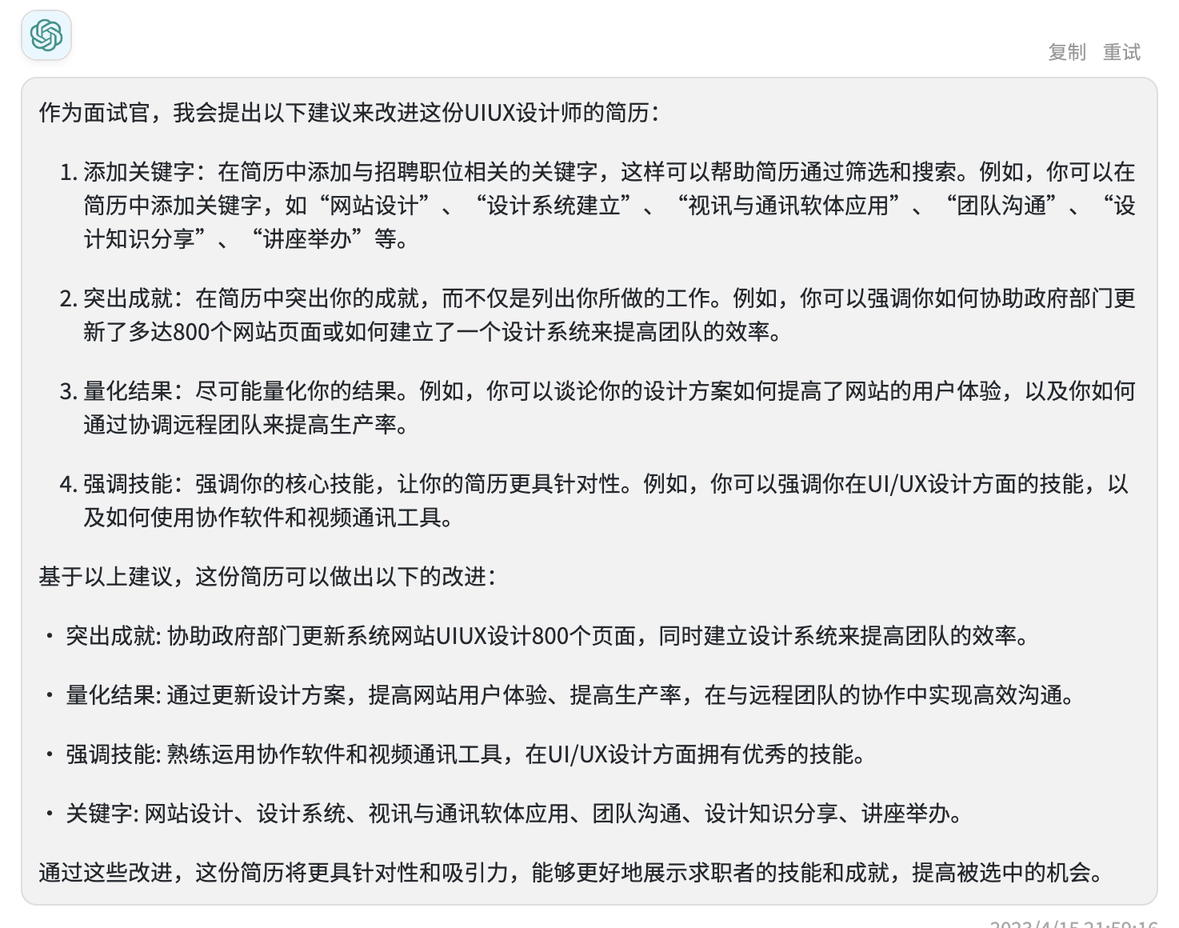 复制 重试
作为面试官，我会提出以下建议来改进这份UIUX设计师的简历：
1. 添加关键字：在简历中添加与招聘职位相关的关键字，这样可以帮助简历通过筛选和搜索。例如，你可以在
简历中添加关键字，如“网站设计”、“设计系统建立”、“视讯与通讯软体应用”、“团队沟通”、“设
计知识分享”、“讲座举办”等。
2. 突出成就：在简历中突出你的成就，而不仅是列出你所做的工作。例如，你可以强调你如何协助政府部门更
新了多达800个网站页面或如何建立了一个设计系统来提高团队的效率。
3. 量化结果：尽可能量化你的结果。例如，你可以谈论你的设计方案如何提高了网站的用户体验，以及你如何
通过协调远程团队来提高生产率。
4. 强调技能：强调你的核心技能，让你的简历更具针对性。例如，你可以强调你在UI/UX设计方面的技能，以
及如何使用协作软件和视频通讯工具。
基于以上建议，这份简历可以做出以下的改进：
• 突出成就: 协助政府部门更新系统网站UIUX设计800个页面，同时建立设计系统来提高团队的效率。
• 量化结果: 通过更新设计方案，提高网站用户体验、提高生产率，在与远程团队的协作中实现高效沟通。
• 强调技能: 熟练运用协作软件和视频通讯工具，在UI/UX设计方面拥有优秀的技能。
• 关键字: 网站设计、设计系统、视讯与通讯软体应用、团队沟通、设计知识分享、讲座举办。
通过这些改进，这份简历将更具针对性和吸引力，能够更好地展示求职者的技能和成就，提高被选中的机会。
2023/4/15 21:59:16